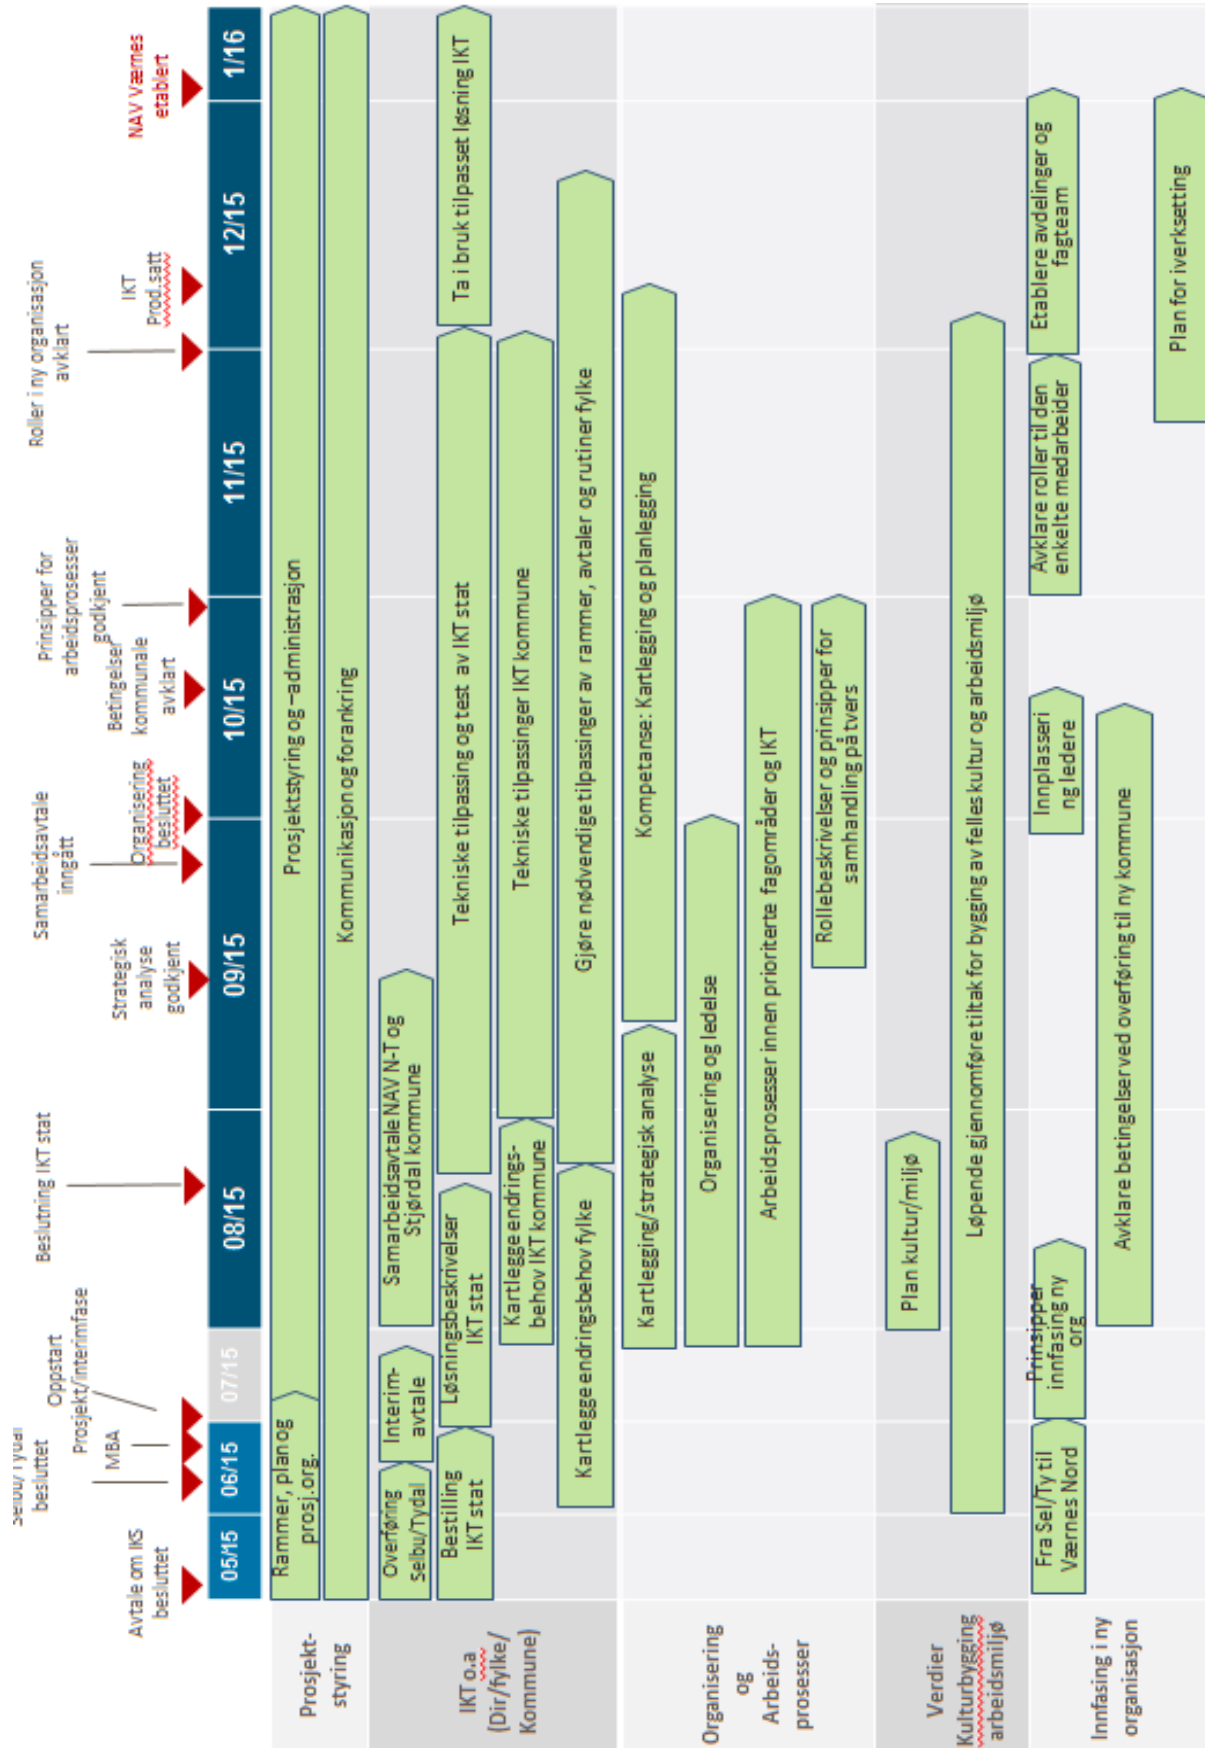 Avtale om IKS
besluttet
besluttet
MBA
Oppstart
Prosjekt/interimfase
Beslutning IKT stat
Strategisk
analyse
godkjent
Samarbeidsavtale
inngått
Organisering
besluttet
Betingelser
kommunale
avklart
Prinsipper for
arbeidsprosesser
godkjent
Roller i ny organisasjon
avklart
IKT
Prod.satt
NAV Værnes
etablert
05/15
06/15
07/15
08/15
09/15
10/15
11/15
12/15
1/16
Prosjekt-
styring
Rammer, plan og
prosj.org.
Prosjektstyring og –administrasjon
Kommunikasjon og forankring
IKT o.a
(Dir/fylke/
Kommune)
Overføring
Selbu/Tydal
Interim-
avtale
Samarbeidsavtale NAV N-T og
Stjørdal kommune
Bestilling
IKT stat
Løsningsbeskrivelser
IKT stat
Tekniske tilpassing og test av IKT stat
Ta i bruk tilpasset løsning IKT
Kartlegge endrings-
behov IKT kommune
Tekniske tilpassinger IKT kommune
Kartlegge endringsbehov fylke
Gjøre nødvendige tilpassinger av rammer, avtaler og rutiner fylke
Organisering
og
Arbeids-
prosesser
Kartlegging/strategisk analyse
Kompetanse: Kartlegging og planlegging
Organisering og ledelse
Arbeidsprosesser innen prioriterte fagområder og IKT
Rollebeskrivelser og prinsipper for
samhandling på tvers
Verdier
Kulturbygging
arbeidsmiljø
Plan kultur/miljø
Løpende gjennomføre tiltak for bygging av felles kultur og arbeidsmiljø
Innfasing i ny
organisasjon
Fra Sel/Ty til
Værnes Nord
Prinsipper
innfasing ny
org
Innplasseri
ng ledere
Avklare roller til den
enkelte medarbeider
Etablere avdelinger og
fagteam
Avklare betingelser ved overføring til ny kommune
Plan for iverksetting